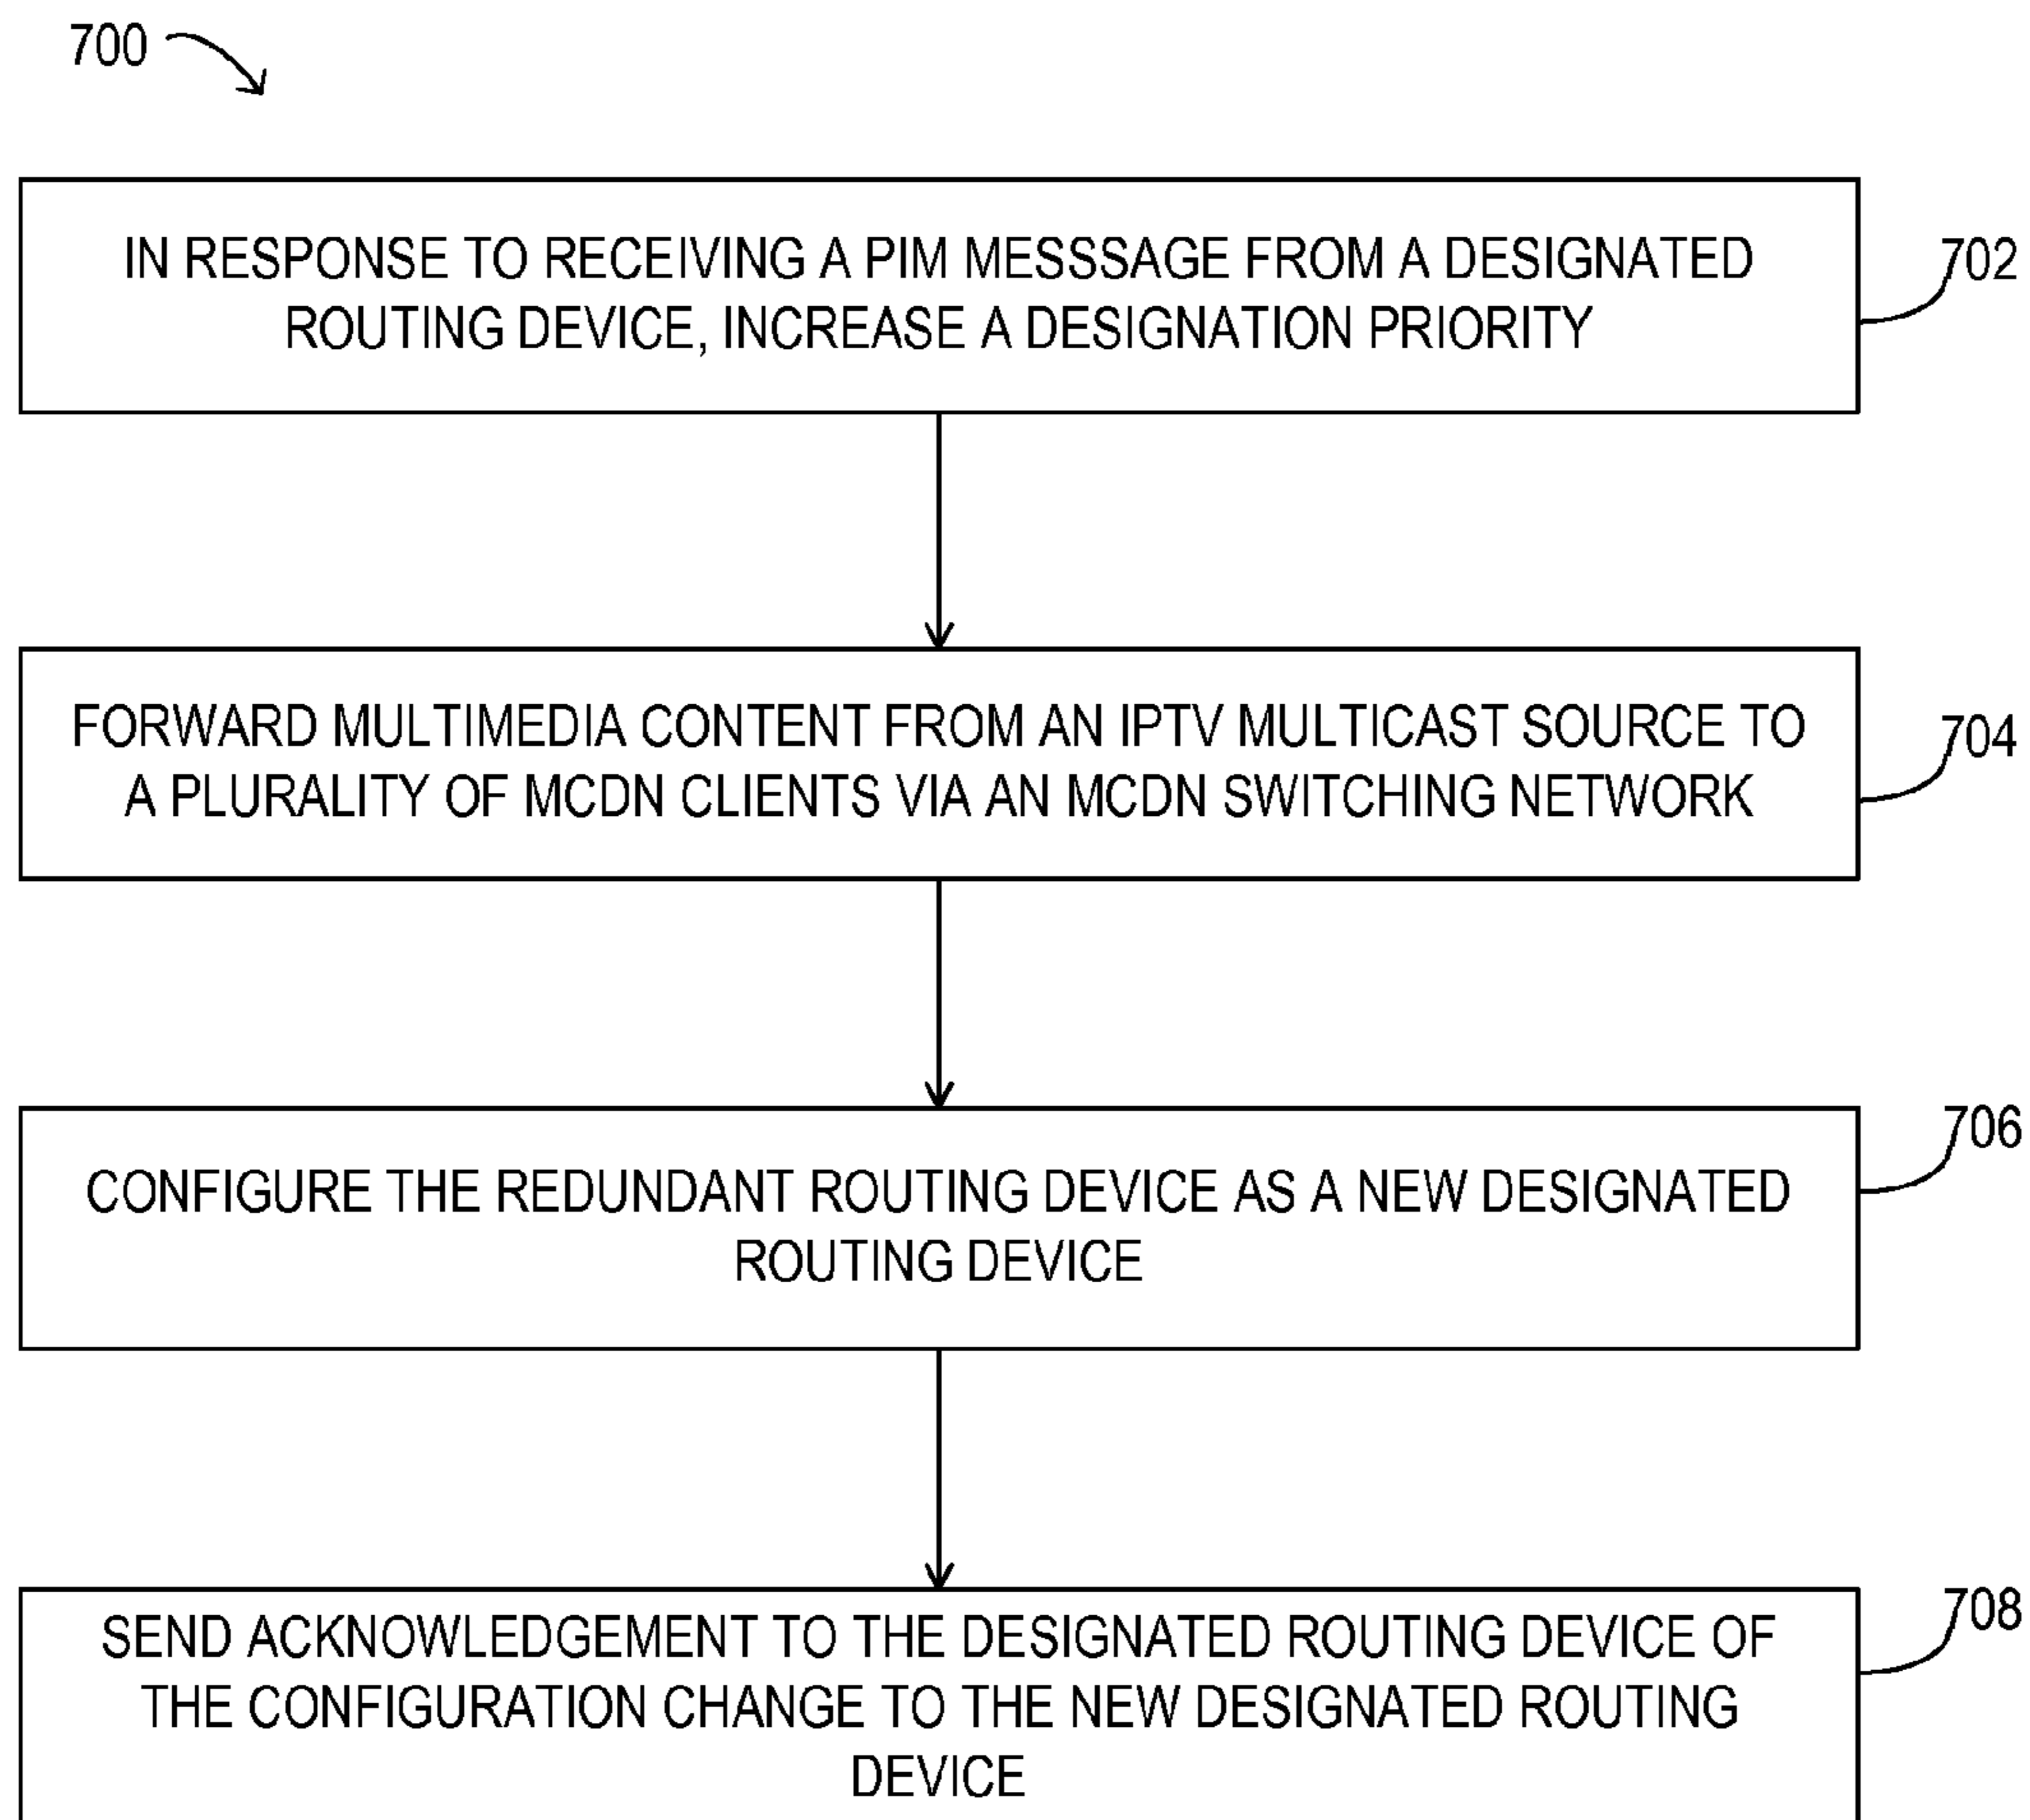 700
IN RESPONSE TO RECEIVING A PIM MESSSAGE FROM A DESIGNATED
ROUTING DEVICE, INCREASE A DESIGNATION PRIORITY
702
FORWARD MULTIMEDIA CONTENT FROM AN IPTV MULTICAST SOURCE TO
A PLURALITY OF MCDN CLIENTS VIA AN MCDN SWITCHING NETWORK
704
CONFIGURE THE REDUNDANT ROUTING DEVICE AS A NEW DESIGNATED
ROUTING DEVICE
706
SEND ACKNOWLEDGEMENT TO THE DESIGNATED ROUTING DEVICE OF
THE CONFIGURATION CHANGE TO THE NEW DESIGNATED ROUTING
DEVICE
708